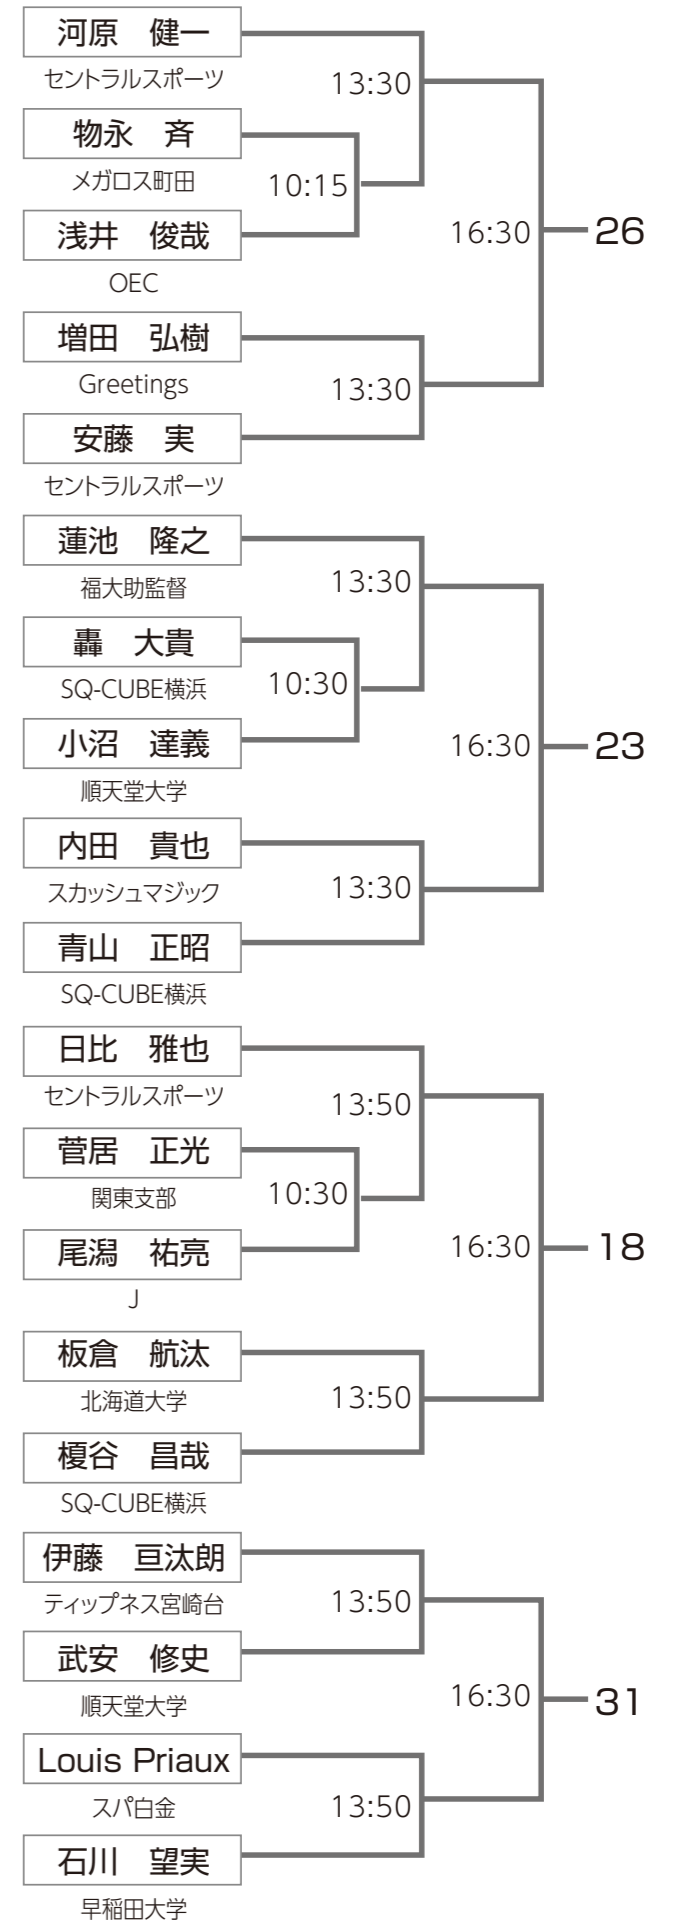 河原　健一
セントラルスポーツ
13:30
物永　斉
メガロス町田
10:15
浅井　俊哉
OEC
16:30
26
増田　弘樹
Greetings
13:30
安藤　実
セントラルスポーツ
蓮池　隆之
福大助監督
13:30
轟　大貴
SQ-CUBE横浜
10:30
小沼　達義
順天堂大学
16:30
23
内田　貴也
スカッシュマジック
13:30
青山　正昭
SQ-CUBE横浜
日比　雅也
セントラルスポーツ
13:50
菅居　正光
関東支部
10:30
尾潟　祐亮
J
16:30
18
板倉　航汰
北海道大学
13:50
榎谷　昌哉
SQ-CUBE横浜
伊藤　亘汰朗
ティップネス宮崎台
13:50
武安　修史
順天堂大学
16:30
31
Louis Priaux
スパ白金
13:50
石川　望実
早稲田大学